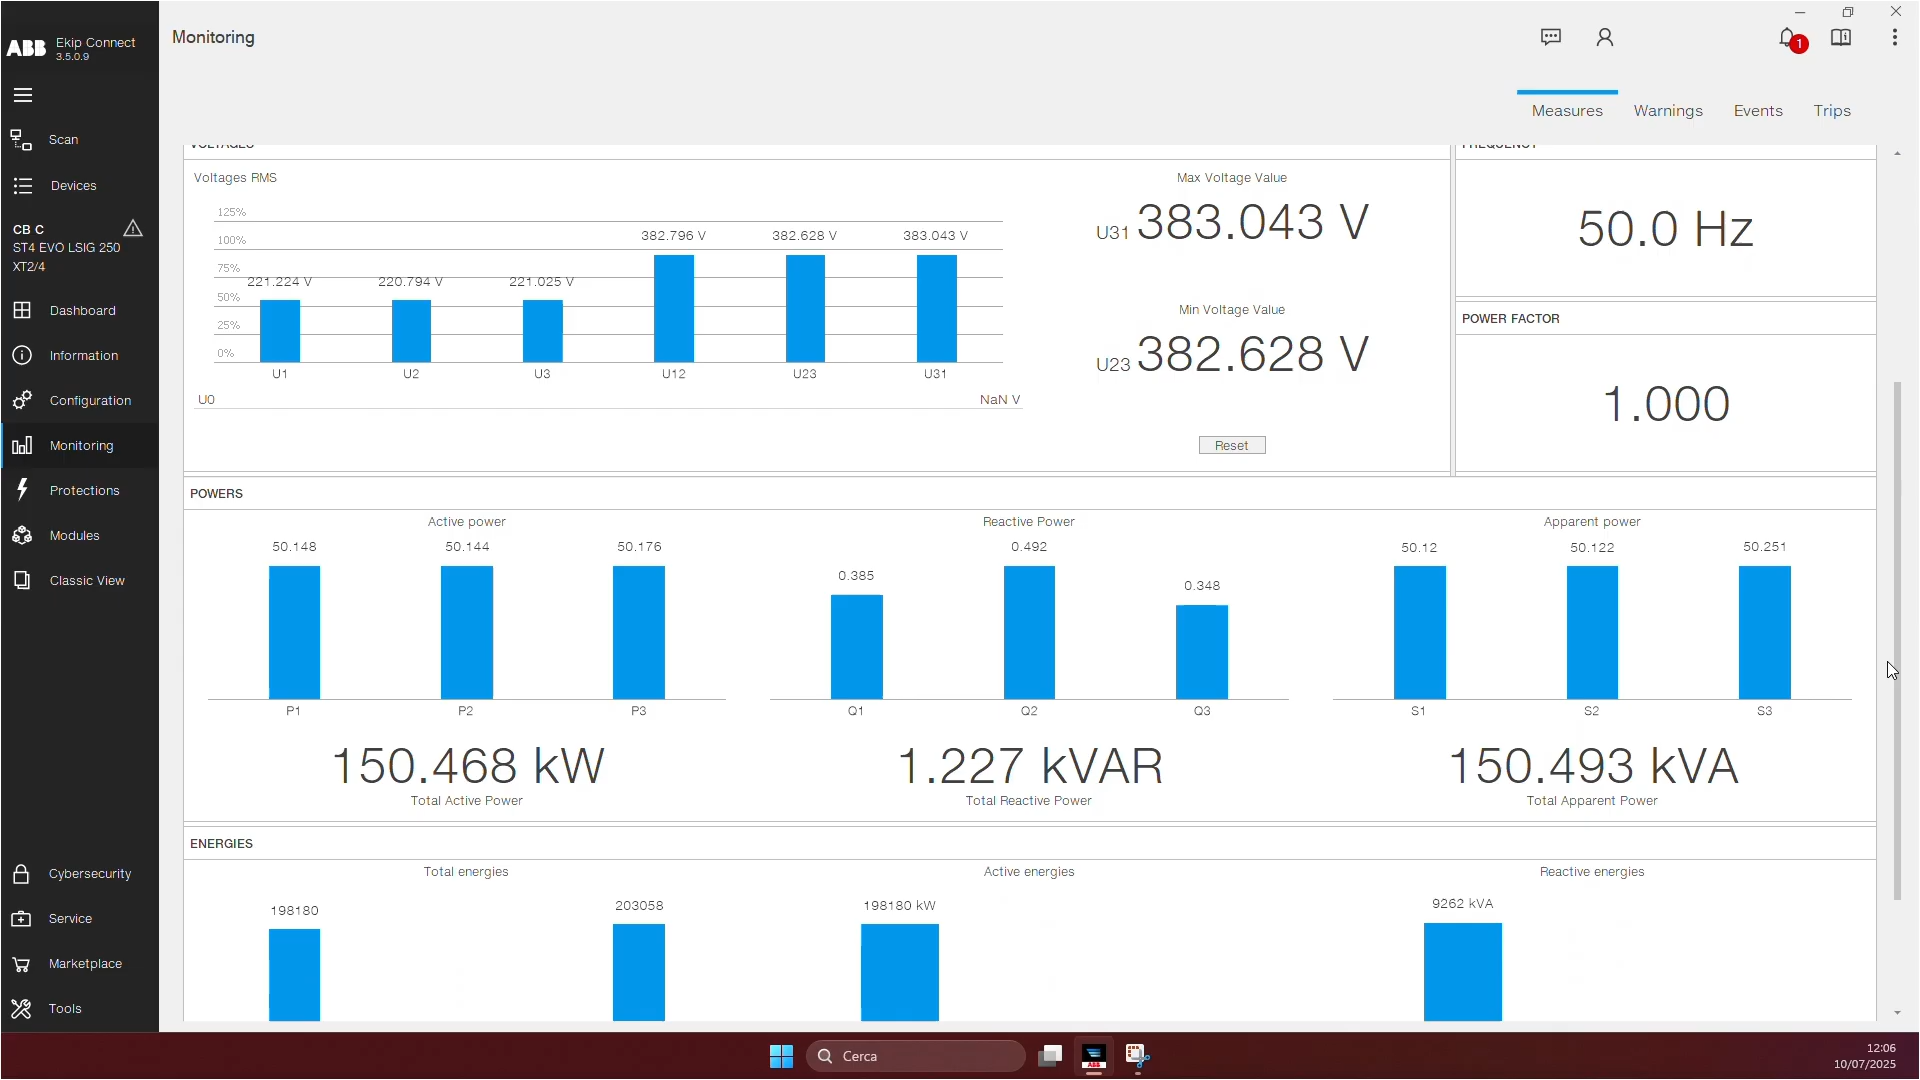 ABB
Ekip Connect
3.5.0.9
Monitoring
1
Scan
Devices
CB C
ST4 EVO LSIG 250
XT2/4
Dashboard
Information
Configuration
Monitoring
Protections
Modules
Classic View
Cybersecurity
Service
Marketplace
Tools
Measures
Warnings
Events
Trips
VOLTAGES
Voltages RMS
125%
100%
75%
50%
25%
0%
221.224 V
220.794 V
221.025 V
382.796 V
382.628 V
383.043 V
U1
U2
U3
U12
U23
U31
U0
NaN V
Max Voltage Value
U31 383.043 V
Min Voltage Value
U23 382.628 V
Reset
FREQUENCY
50.0 Hz
POWER FACTOR
1.000
POWERS
Active power
50.148
50.144
50.176
P1
P2
P3
150.468 kW
Total Active Power
Reactive Power
0.385
0.492
0.348
Q1
Q2
Q3
1.227 kVAR
Total Reactive Power
Apparent power
50.12
50.122
50.251
S1
S2
S3
150.493 kVA
Total Apparent Power
ENERGIES
Total energies
198180
203058
Active energies
198180 kW
Reactive energies
9262 kVA
Cerca
ABB
12:06
10/07/2025